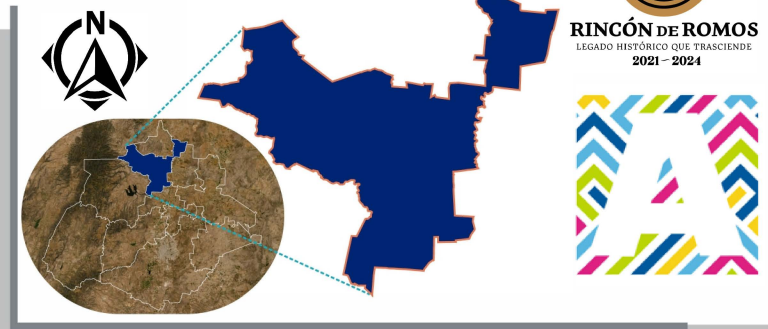 N
RINCÓN DE ROMOS
LEGADO HISTÓRICO QUE TRASCIENDE
2021 – 2024
A